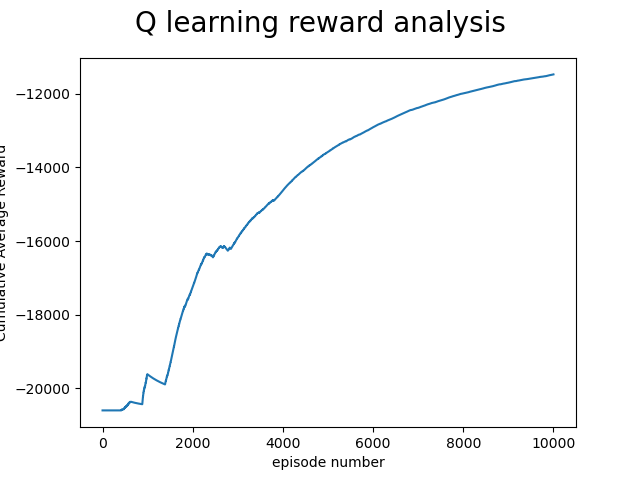 Q learning reward analysis
Cumulative Average Reward
−12000
−14000
−16000
−18000
−20000
0 2000 4000 6000 8000 10000
episode number